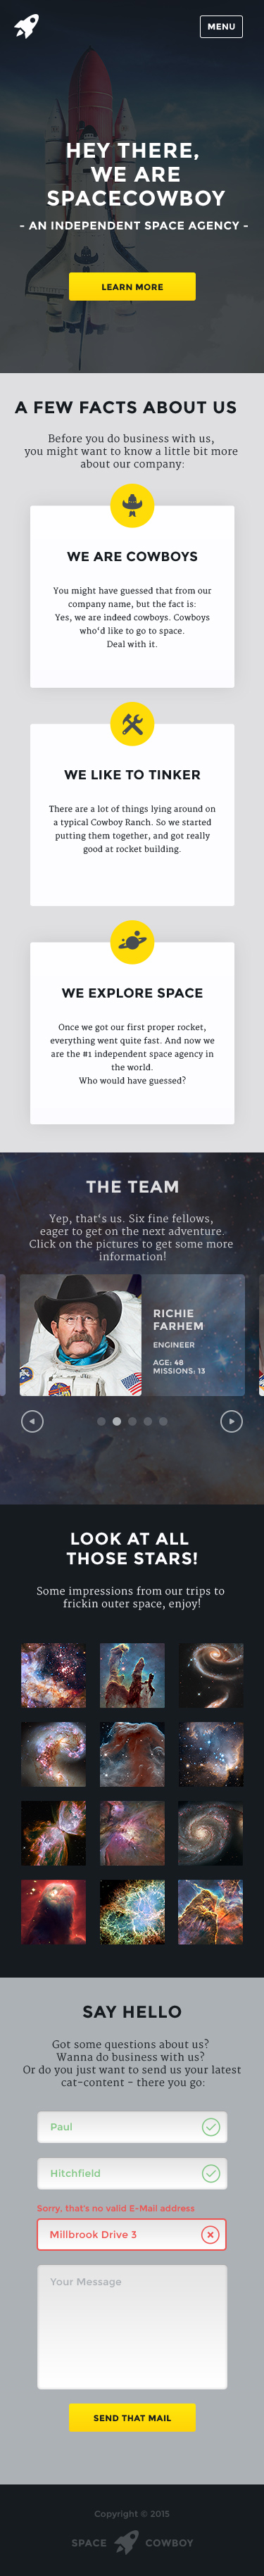 MENU
HEY THERE,
WE ARE
SPACECOWBOY
- AN INDEPENDENT SPACE AGENCY -
LEARN MORE
A FEW FACTS ABOUT US
Before you do business with us,
you might want to know a little bit more
about our company:
WE ARE COWBOYS
You might have guessed that from our
company name, but the fact is:
Yes, we are indeed cowboys. Cowboys
who'd like to go to space.
Deal with it.
WE LIKE TO TINKER
There are a lot of things lying around on
a typical Cowboy Ranch. So we started
putting them together, and got really
good at rocket building.
WE EXPLORE SPACE
Once we got our first proper rocket,
everything went quite fast. And now we
are the #1 independent space agency in
the world.
Who would have guessed?
THE TEAM
Yep, that's us. Six fine fellows,
eager to get on the next adventure.
Click on the pictures to get some more
information!
RICHIE
FARHEM
ENGINEER
AGE: 48
MISSIONS: 13
LOOK AT ALL
THOSE STARS!
Some impressions from our trips to
frickin outer space, enjoy!
SAY HELLO
Got some questions about us?
Wanna do business with us?
Or do you just want to send us your latest
cat-content - there you go:
Paul
Hitchfield
Sorry, that's no valid E-Mail address
Millbrook Drive 3
Your Message
SEND THAT MAIL
Copyright © 2015
SPACE COWBOY